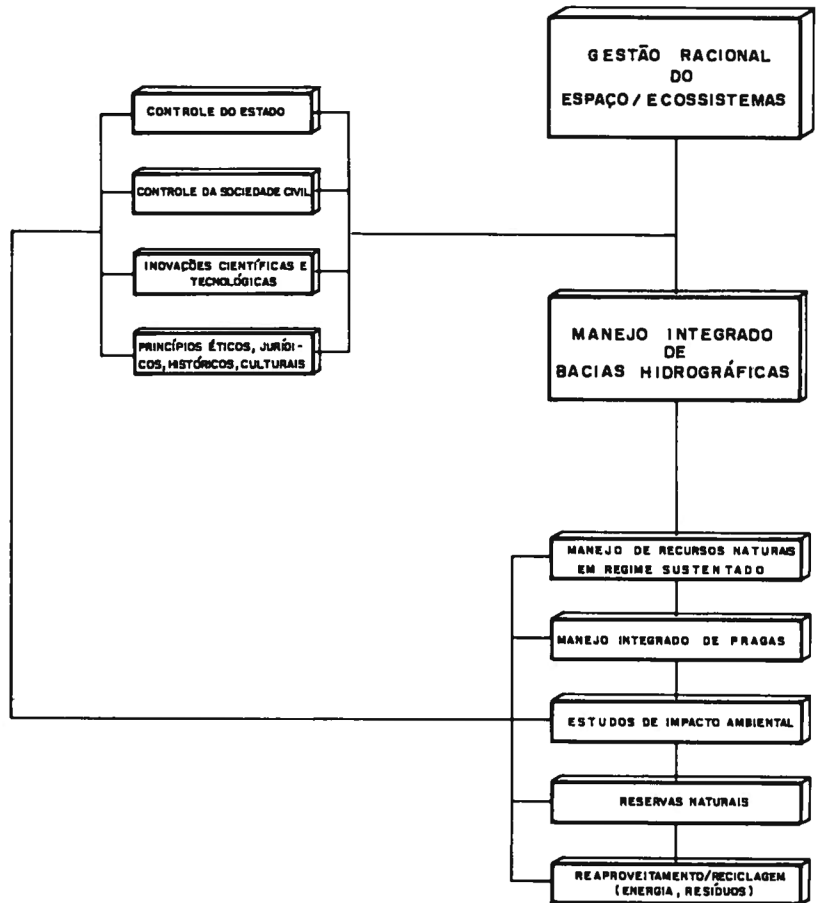 GESTÃO RACIONAL
DO
ESPAÇO/ECOSSISTEMAS
CONTROLE DO ESTADO
CONTROLE DA SOCIEDADE CIVIL
INOVAÇÕES CIENTÍFICAS E
TECNOLÓGICAS
PRINCÍPIOS ÉTICOS, JURÍDI-
COS, HISTÓRICOS, CULTURAIS
MANEJO INTEGRADO
DE
BACIAS HIDROGRÁFICAS
MANEJO DE RECURSOS NATURAIS
EM REGIME SUSTENTADO
MANEJO INTEGRADO DE PRAGAS
ESTUDOS DE IMPACTO AMBIENTAL
RESERVAS NATURAIS
REAPROVEITAMENTO/RECICLAGEM
(ENERGIA, RESÍDUOS)